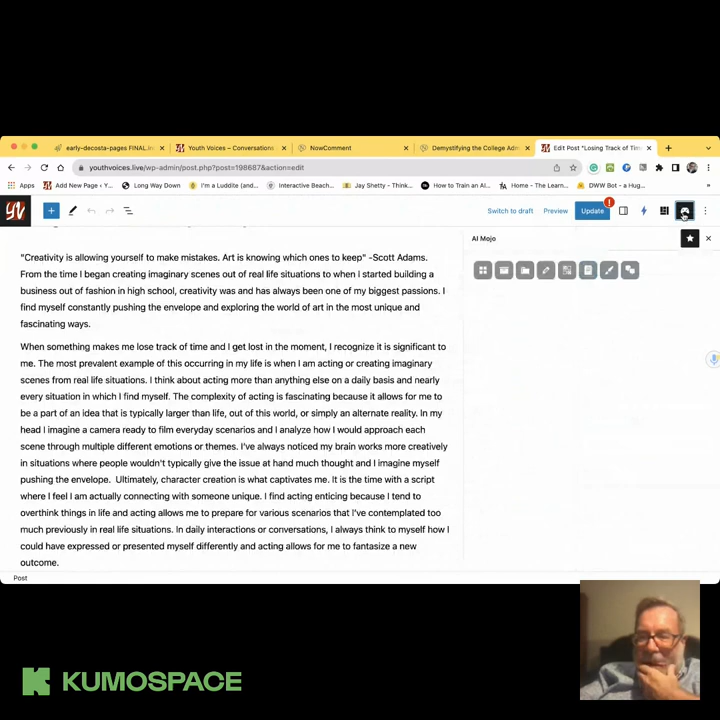 early-decosta-pages FINAL.in
Youth Voices – Conversations
NowComment
Demystifying the College Adm
Edit Post "Losing Track of Tim
youthvoices.live/wp-admin/post.php?post=198687&action=edit
Apps
Add New Page ‹ Y...
Long Way Down
I'm a Luddite (and...
Interactive Beach...
Jay Shetty - Think...
How to Train an AI...
Home - The Learn...
DWW Bot - a Hug...
YV
Switch to draft
Preview
Update
!
AI Mojo
"Creativity is allowing yourself to make mistakes. Art is knowing which ones to keep" -Scott Adams.
From the time I began creating imaginary scenes out of real life situations to when I started building a
business out of fashion in high school, creativity was and has always been one of my biggest passions. I
find myself constantly pushing the envelope and exploring the world of art in the most unique and
fascinating ways.
When something makes me lose track of time and I get lost in the moment, I recognize it is significant to
me. The most prevalent example of this occurring in my life is when I am acting or creating imaginary
scenes from real life situations. I think about acting more than anything else on a daily basis and nearly
every situation in which I find myself. The complexity of acting is fascinating because it allows for me to
be a part of an idea that is typically larger than life, out of this world, or simply an alternate reality. In my
head I imagine a camera ready to film everyday scenarios and I analyze how I would approach each
scene through multiple different emotions or themes. I've always noticed my brain works more creatively
in situations where people wouldn't typically give the issue at hand much thought and I imagine myself
pushing the envelope. Ultimately, character creation is what captivates me. It is the time with a script
where I feel I am actually connecting with someone unique. I find acting enticing because I tend to
overthink things in life and acting allows me to prepare for various scenarios that I've contemplated too
much previously in real life situations. In daily interactions or conversations, I always think to myself how I
could have expressed or presented myself differently and acting allows for me to fantasize a new
outcome.
Post
KUMOSPACE